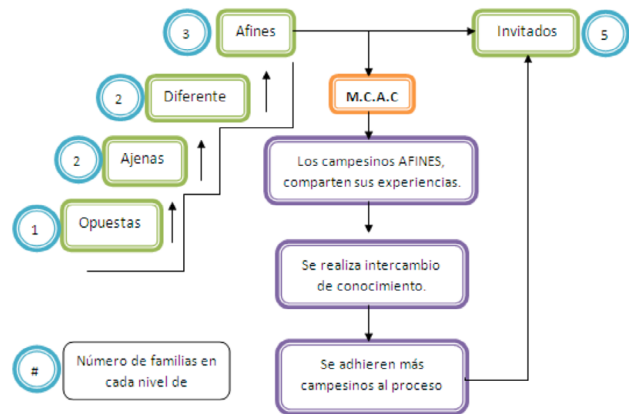 3
Afines
Invitados
5
2
Diferente
M.C.A.C
2
Ajenas
Los campesinos AFINES,
comparten sus experiencias.
1
Opuestas
Se realiza intercambio
de conocimiento.
#
Número de familias en
cada nivel de
Se adhieren más
campesinos al proceso